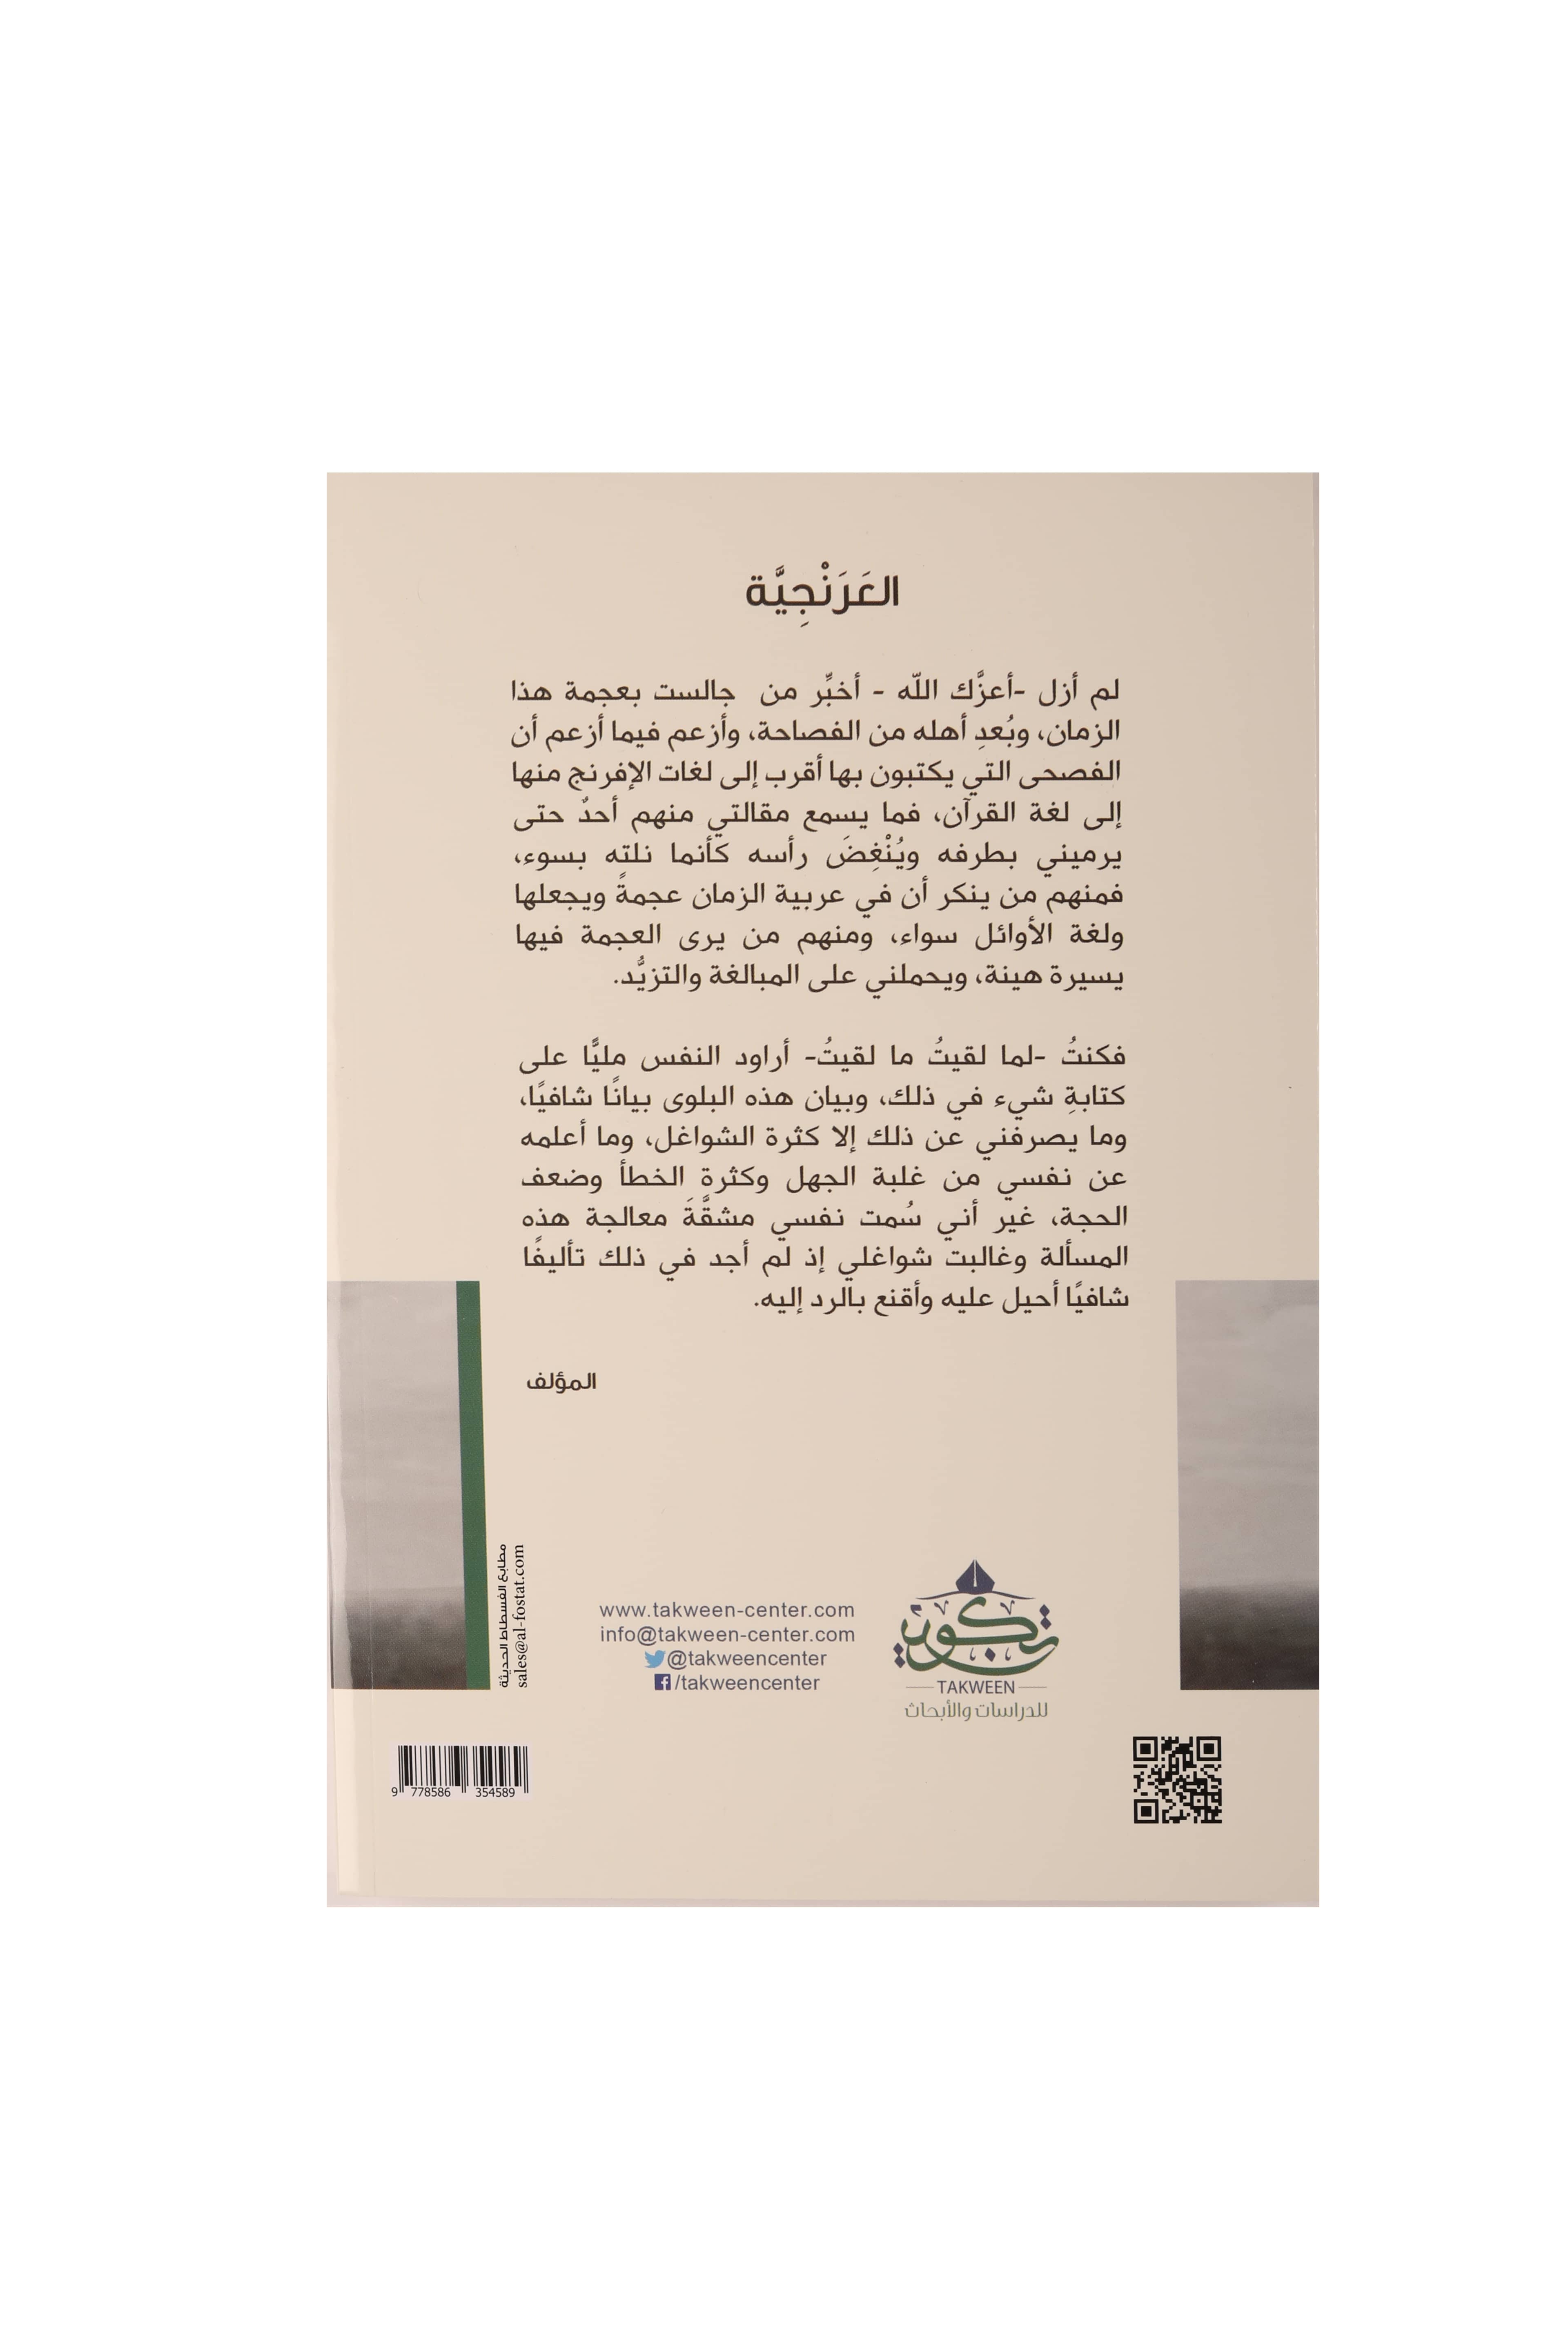 العَرَنْجِيَّة
لم أزل -أعزَّك اللّه - أخبِّر من جالست بعجمة هذا
الزمان، وبُعدِ أهله من الفصاحة، وأزعم فيما أزعم أن
الفصحى التي يكتبون بها أقرب إلى لغات الإفرنج منها
إلى لغة القرآن، فما يسمع مقالتي منهم أحدٌ حتى
يرميني بطرفه ويُنْغِضَ رأسه كأنما نلته بسوء،
فمنهم من ينكر أن في عربية الزمان عجمةً ويجعلها
ولغة الأوائل سواء، ومنهم من يرى العجمة فيها
يسيرة هينة، ويحملني على المبالغة والتزيُّد.
فكنتُ -لما لقيتُ ما لقيتُ- أراود النفس مليًّا على
كتابةِ شيء في ذلك، وبيان هذه البلوى بيانًا شافيًا،
وما يصرفني عن ذلك إلا كثرة الشواغل، وما أعلمه
عن نفسي من غلبة الجهل وكثرة الخطأ وضعف
الحجة، غير أني سُمت نفسي مشقَّةَ معالجة هذه
المسألة وغالبت شواغلي إذ لم أجد في ذلك تأليفًا
شافيًا أحيل عليه وأقنع بالرد إليه.
المؤلف
تكوين
TAKWEEN
للدراسات والأبحاث
www.takween-center.com
info@takween-center.com
@takweencenter
/takweencenter
مطابع الفسطاط الحديثة
sales@al-fostat.com
9 778586 354589